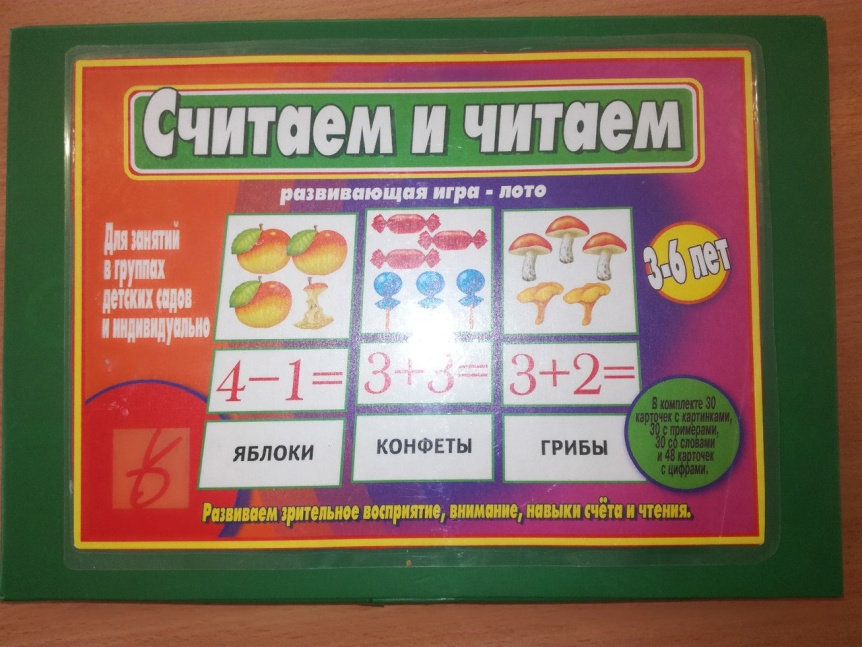 Считаем и читаем
развивающая игра - лото
Для занятий
в группах
детских садов
и индивидуально
3-6 лет
4-1= 3+3= 3+2=
ЯБЛОКИ КОНФЕТЫ ГРИБЫ
В комплекте 30
карточек с картинками,
30 с примерами,
30 со словами
и 48 карточек
с цифрами.
Развиваем зрительное восприятие, внимание, навыки счёта и чтения.